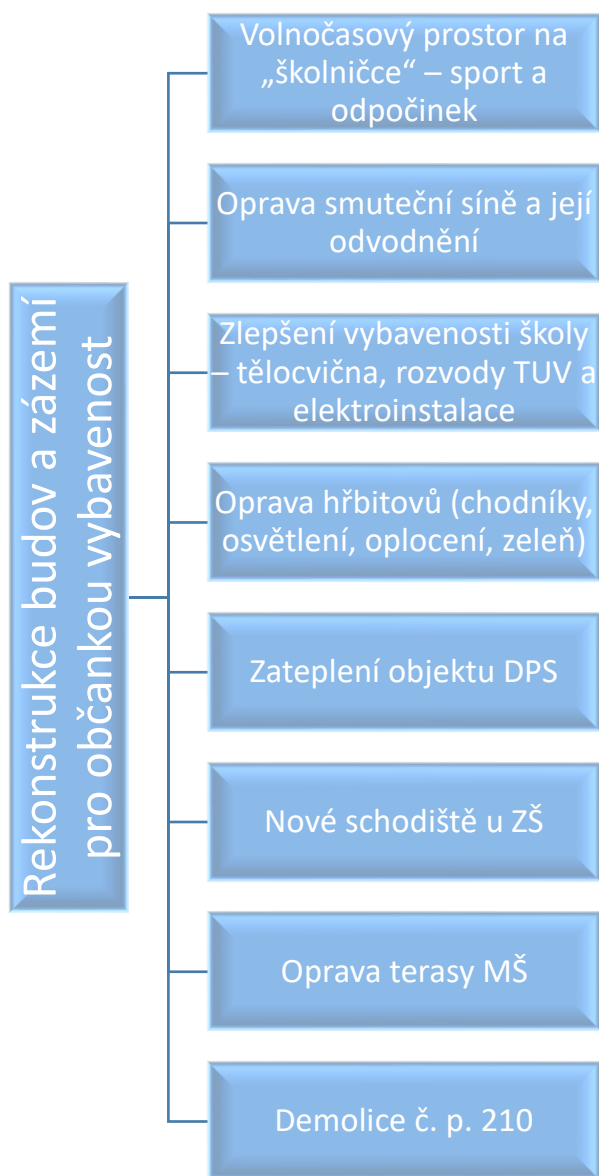 Rekonstrukce budov a zázemí
pro občankou vybavenost
Volnočasový prostor na
„školničce“ – sport a
odpočinek
Oprava smuteční síně a její
odvodnění
Zlepšení vybavenosti školy
– tělocvična, rozvody TUV a
elektroinstalace
Oprava hřbitovů (chodníky,
osvětlení, oplocení, zeleň)
Zateplení objektu DPS
Nové schodiště u ZŠ
Oprava terasy MŠ
Demolice č. p. 210